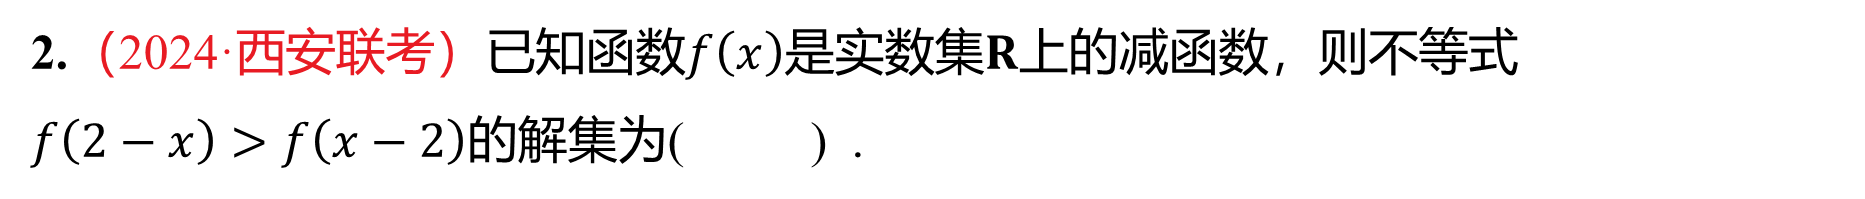 2.（2024·西安联考）已知函数f(x)是实数集R上的减函数，则不等式
f(2 − x) > f(x − 2)的解集为(    ) .